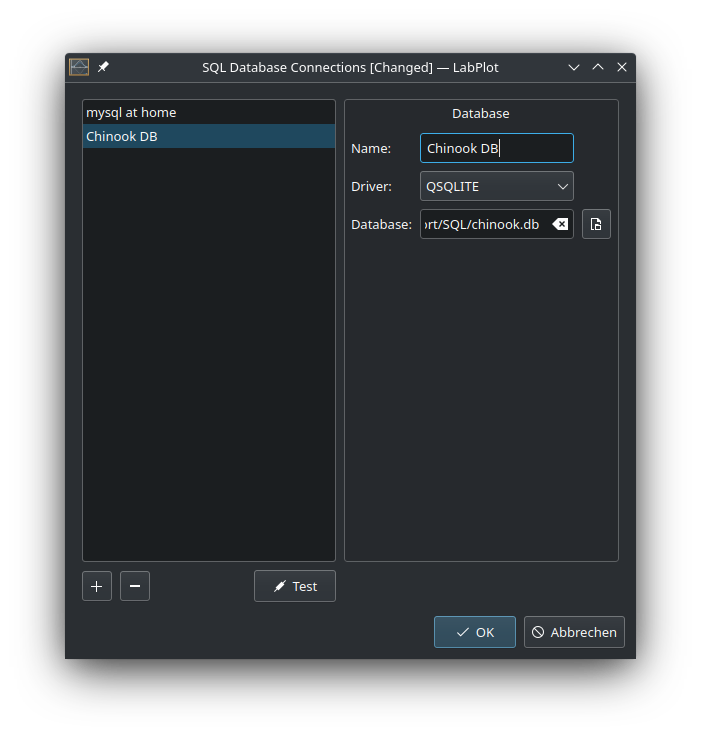 SQL Database Connections [Changed] — LabPlot
mysql at home
Chinook DB
Database
Name: Chinook DB
Driver: QSQLITE
Database: ort/SQL/chinook.db
+ − Test
OK Abbrechen